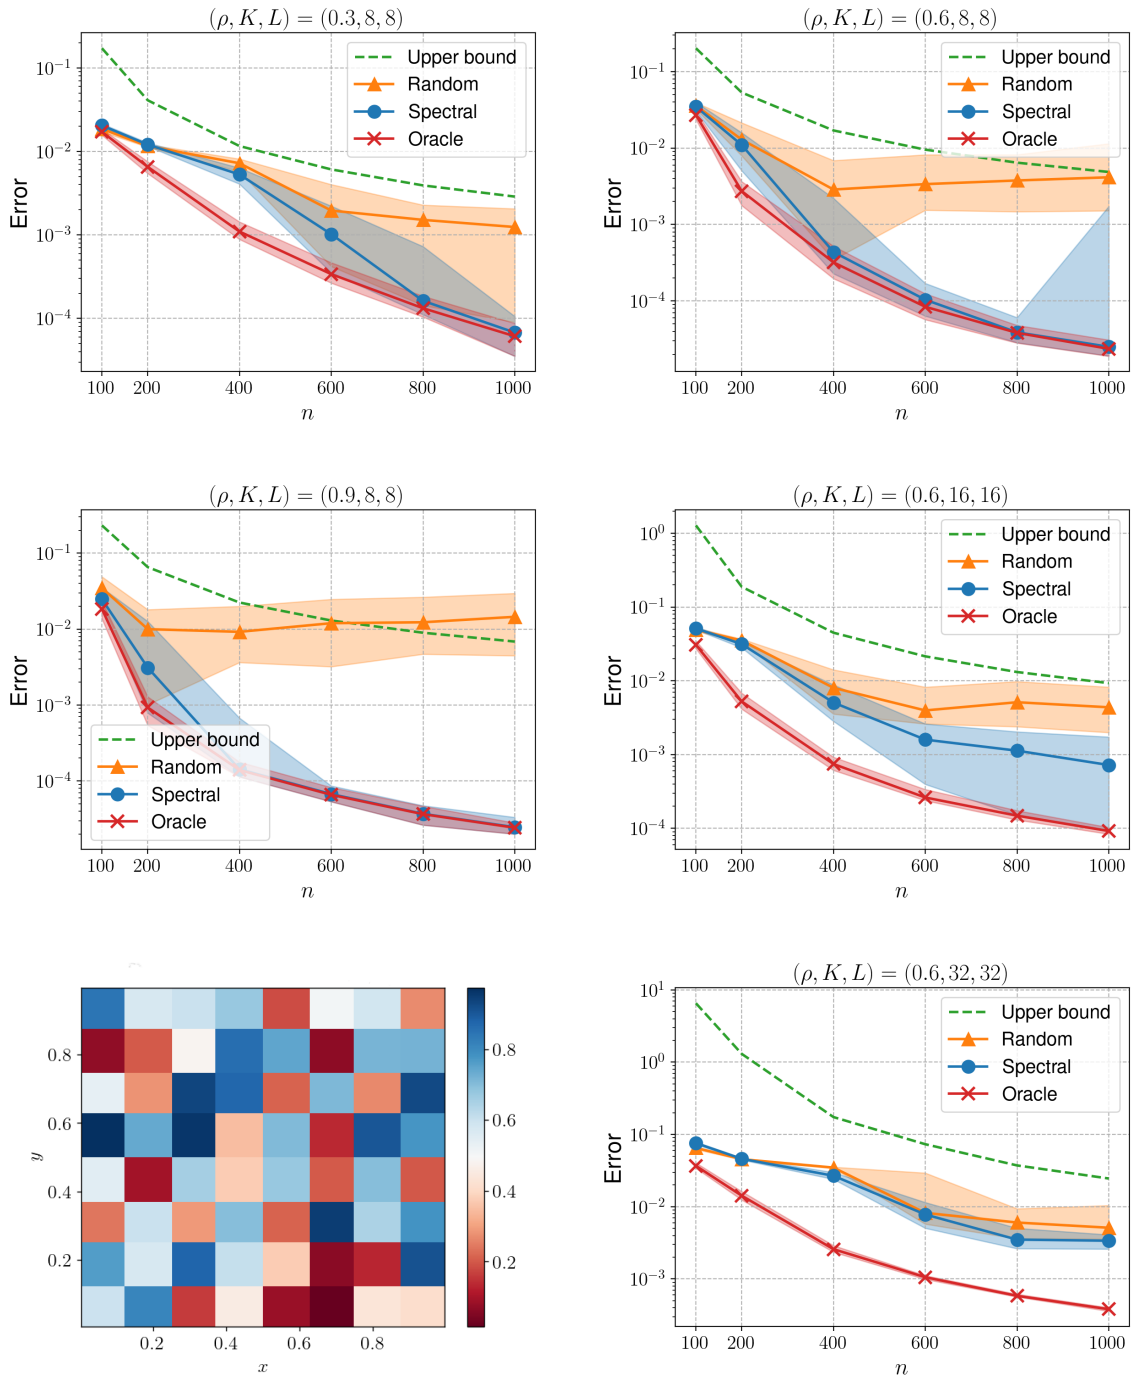 (ρ, K, L) = (0.3, 8, 8)
Error
10⁻¹
10⁻²
10⁻³
10⁻⁴
Upper bound
Random
Spectral
Oracle
100 200 400 600 800 1000
n
(ρ, K, L) = (0.6, 8, 8)
Error
10⁻¹
10⁻²
10⁻³
10⁻⁴
Upper bound
Random
Spectral
Oracle
100 200 400 600 800 1000
n
(ρ, K, L) = (0.9, 8, 8)
Error
10⁻¹
10⁻²
10⁻³
10⁻⁴
Upper bound
Random
Spectral
Oracle
100 200 400 600 800 1000
n
(ρ, K, L) = (0.6, 16, 16)
Error
10⁰
10⁻¹
10⁻²
10⁻³
10⁻⁴
Upper bound
Random
Spectral
Oracle
100 200 400 600 800 1000
n
y
0.8
0.6
0.4
0.2
0.2 0.4 0.6 0.8
x
0.8
0.6
0.4
0.2
(ρ, K, L) = (0.6, 32, 32)
Error
10¹
10⁰
10⁻¹
10⁻²
10⁻³
Upper bound
Random
Spectral
Oracle
100 200 400 600 800 1000
n